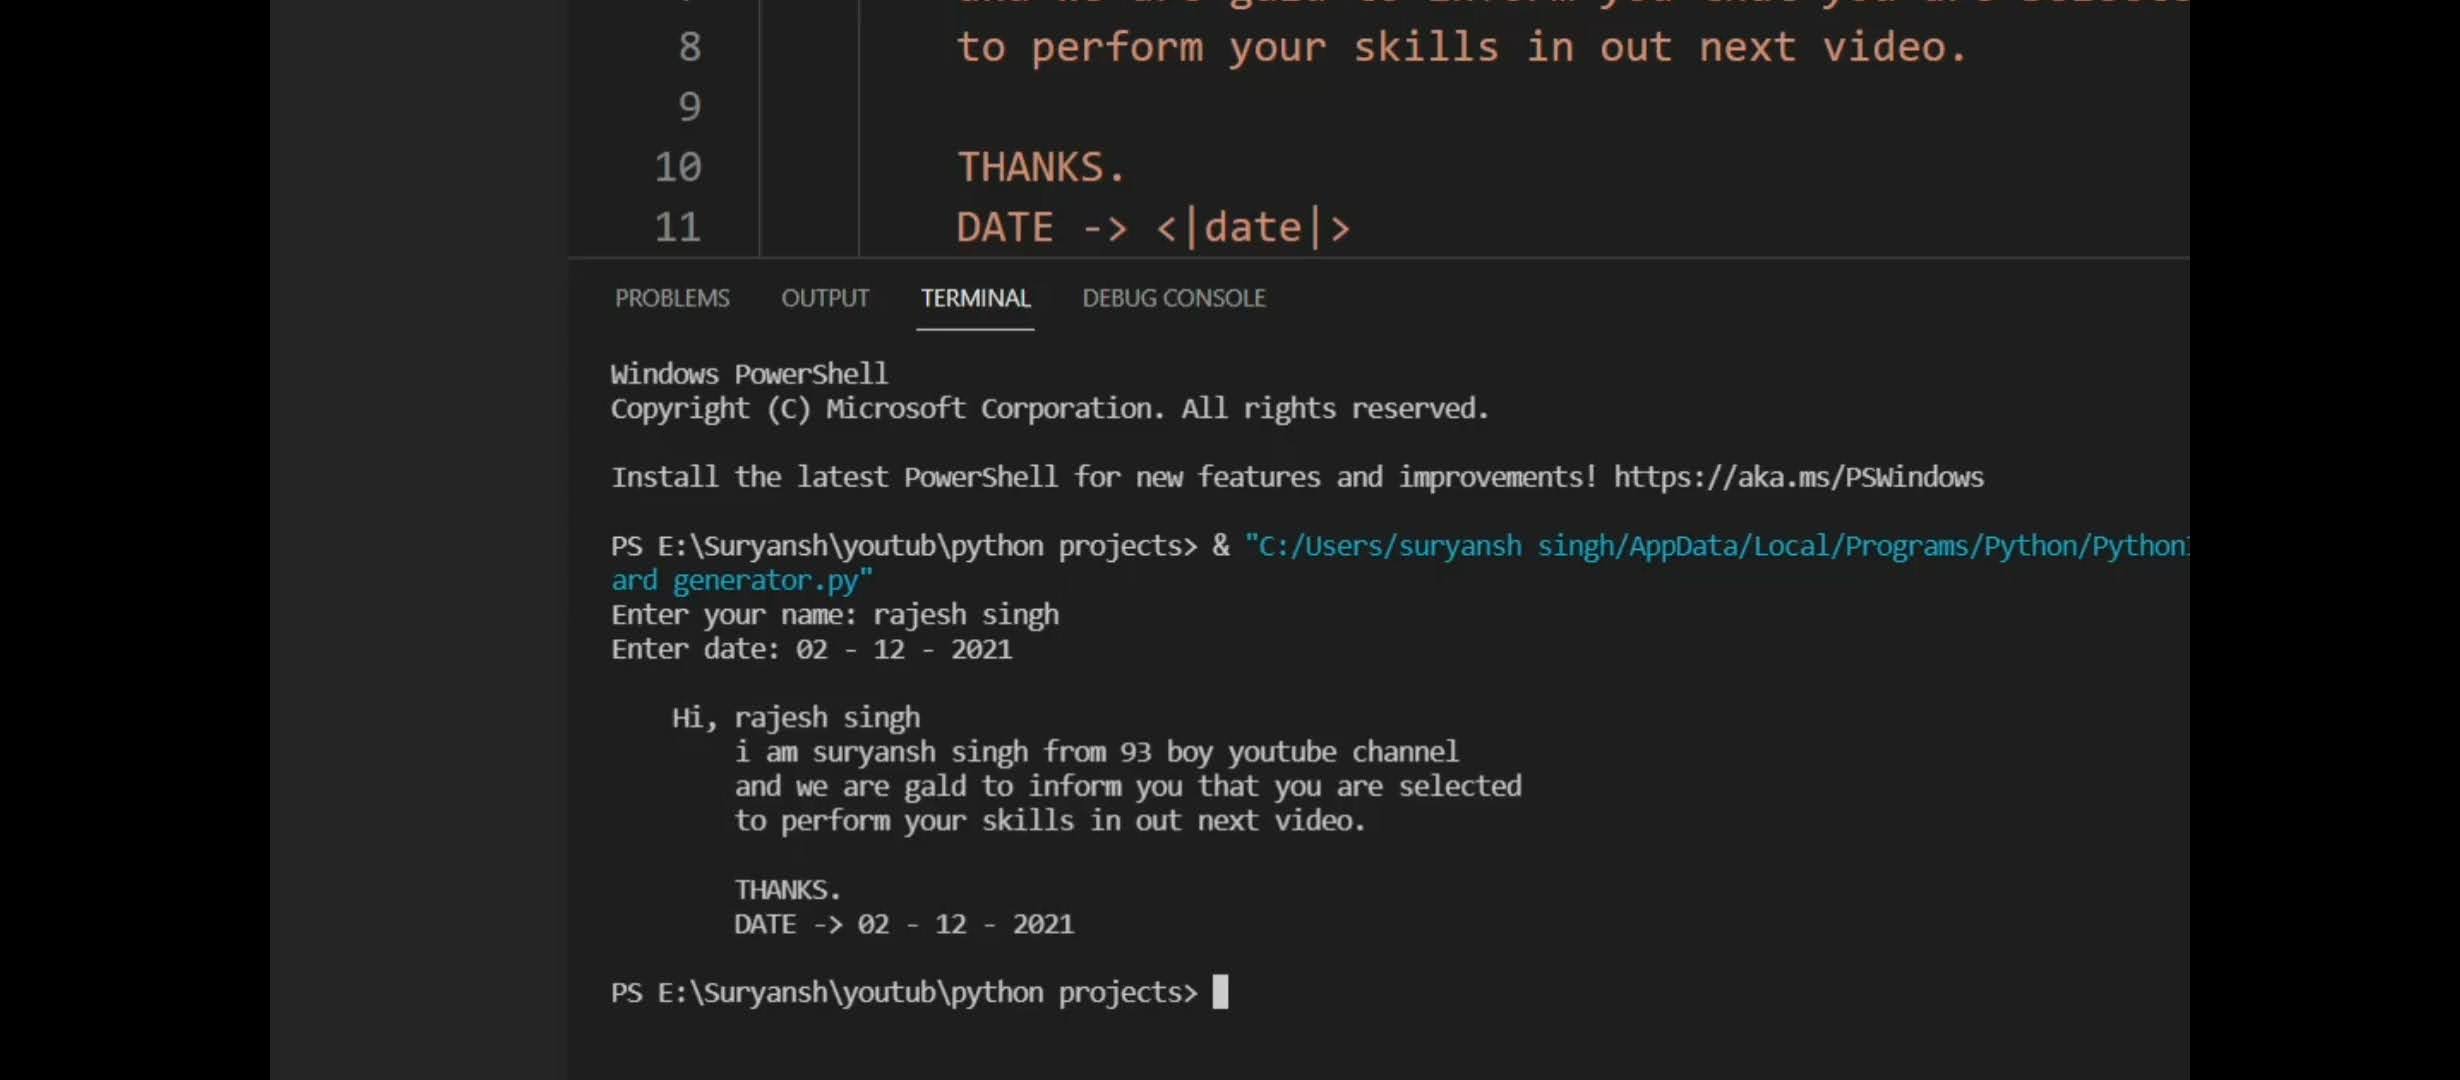 8 to perform your skills in out next video.
9
10 THANKS.
11 DATE -> <|date|>
PROBLEMS OUTPUT TERMINAL DEBUG CONSOLE
Windows PowerShell
Copyright (C) Microsoft Corporation. All rights reserved.
Install the latest PowerShell for new features and improvements! https://aka.ms/PSWindows
PS E:\Suryansh\youtub\python projects> & "C:/Users/suryansh singh/AppData/Local/Programs/Python/Python
ard generator.py"
Enter your name: rajesh singh
Enter date: 02 - 12 - 2021
Hi, rajesh singh
i am suryansh singh from 93 boy youtube channel
and we are gald to inform you that you are selected
to perform your skills in out next video.
THANKS.
DATE -> 02 - 12 - 2021
PS E:\Suryansh\youtub\python projects>